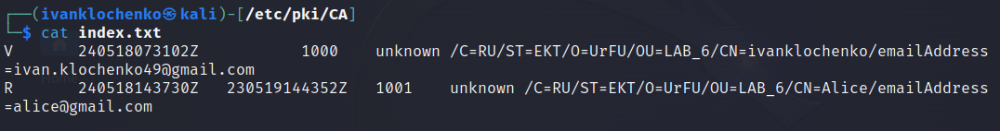 ┌──(ivanklochenko㉿kali)-[/etc/pki/CA]
└─$ cat index.txt
V       240518073102Z           1000    unknown /C=RU/ST=EKT/O=UrFU/OU=LAB_6/CN=ivanklochenko/emailAddress
=ivan.klochenko49@gmail.com
R       240518143730Z   230519144352Z   1001    unknown /C=RU/ST=EKT/O=UrFU/OU=LAB_6/CN=Alice/emailAddress
=alice@gmail.com